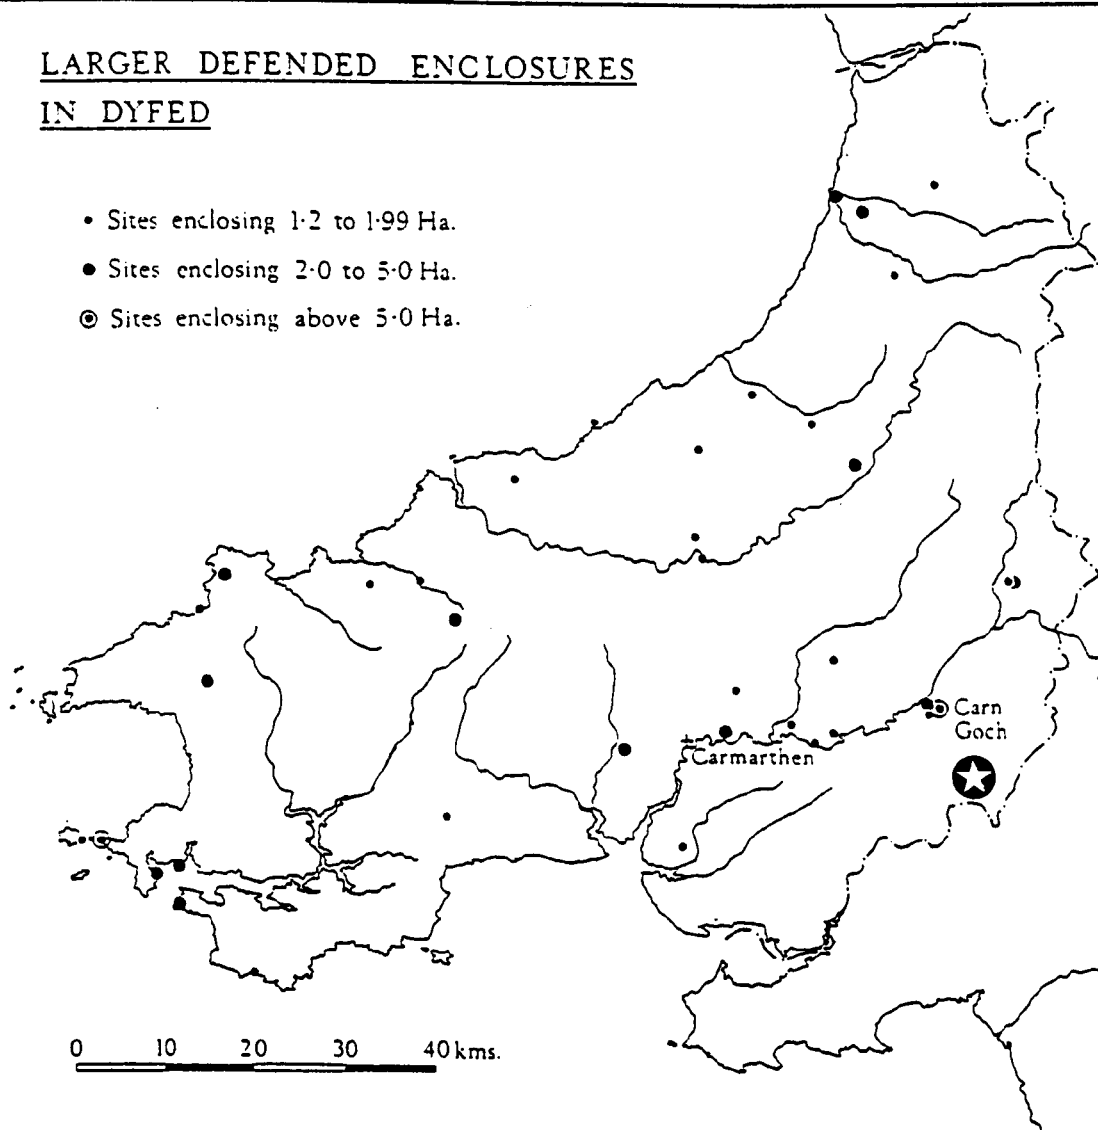 LARGER DEFENDED ENCLOSURES
IN DYFED
Sites enclosing 1·2 to 1·99 Ha.
Sites enclosing 2·0 to 5·0 Ha.
Sites enclosing above 5·0 Ha.
Carn
Goch
Carmarthen
0 10 20 30 40 kms.